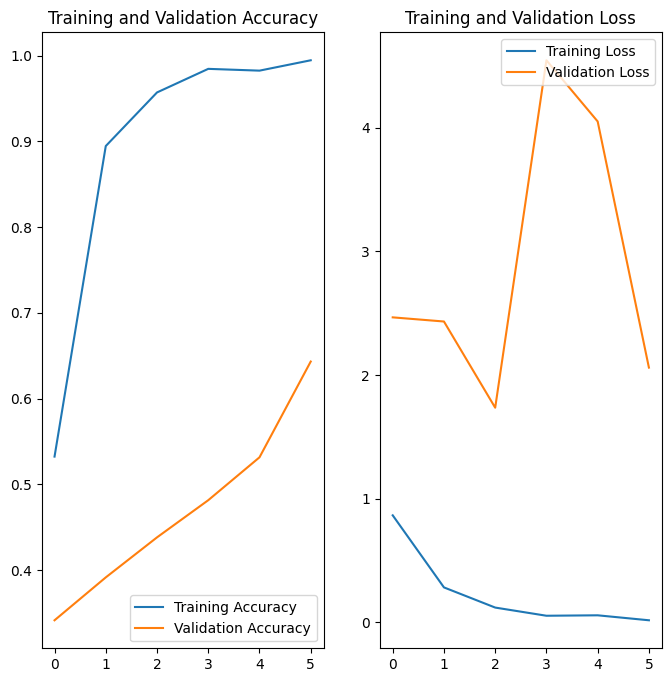 Training and Validation Accuracy
1.0
0.9
0.8
0.7
0.6
0.5
0.4
Training Accuracy
Validation Accuracy
0 1 2 3 4 5
Training and Validation Loss
Training Loss
Validation Loss
4
3
2
1
0
0 1 2 3 4 5